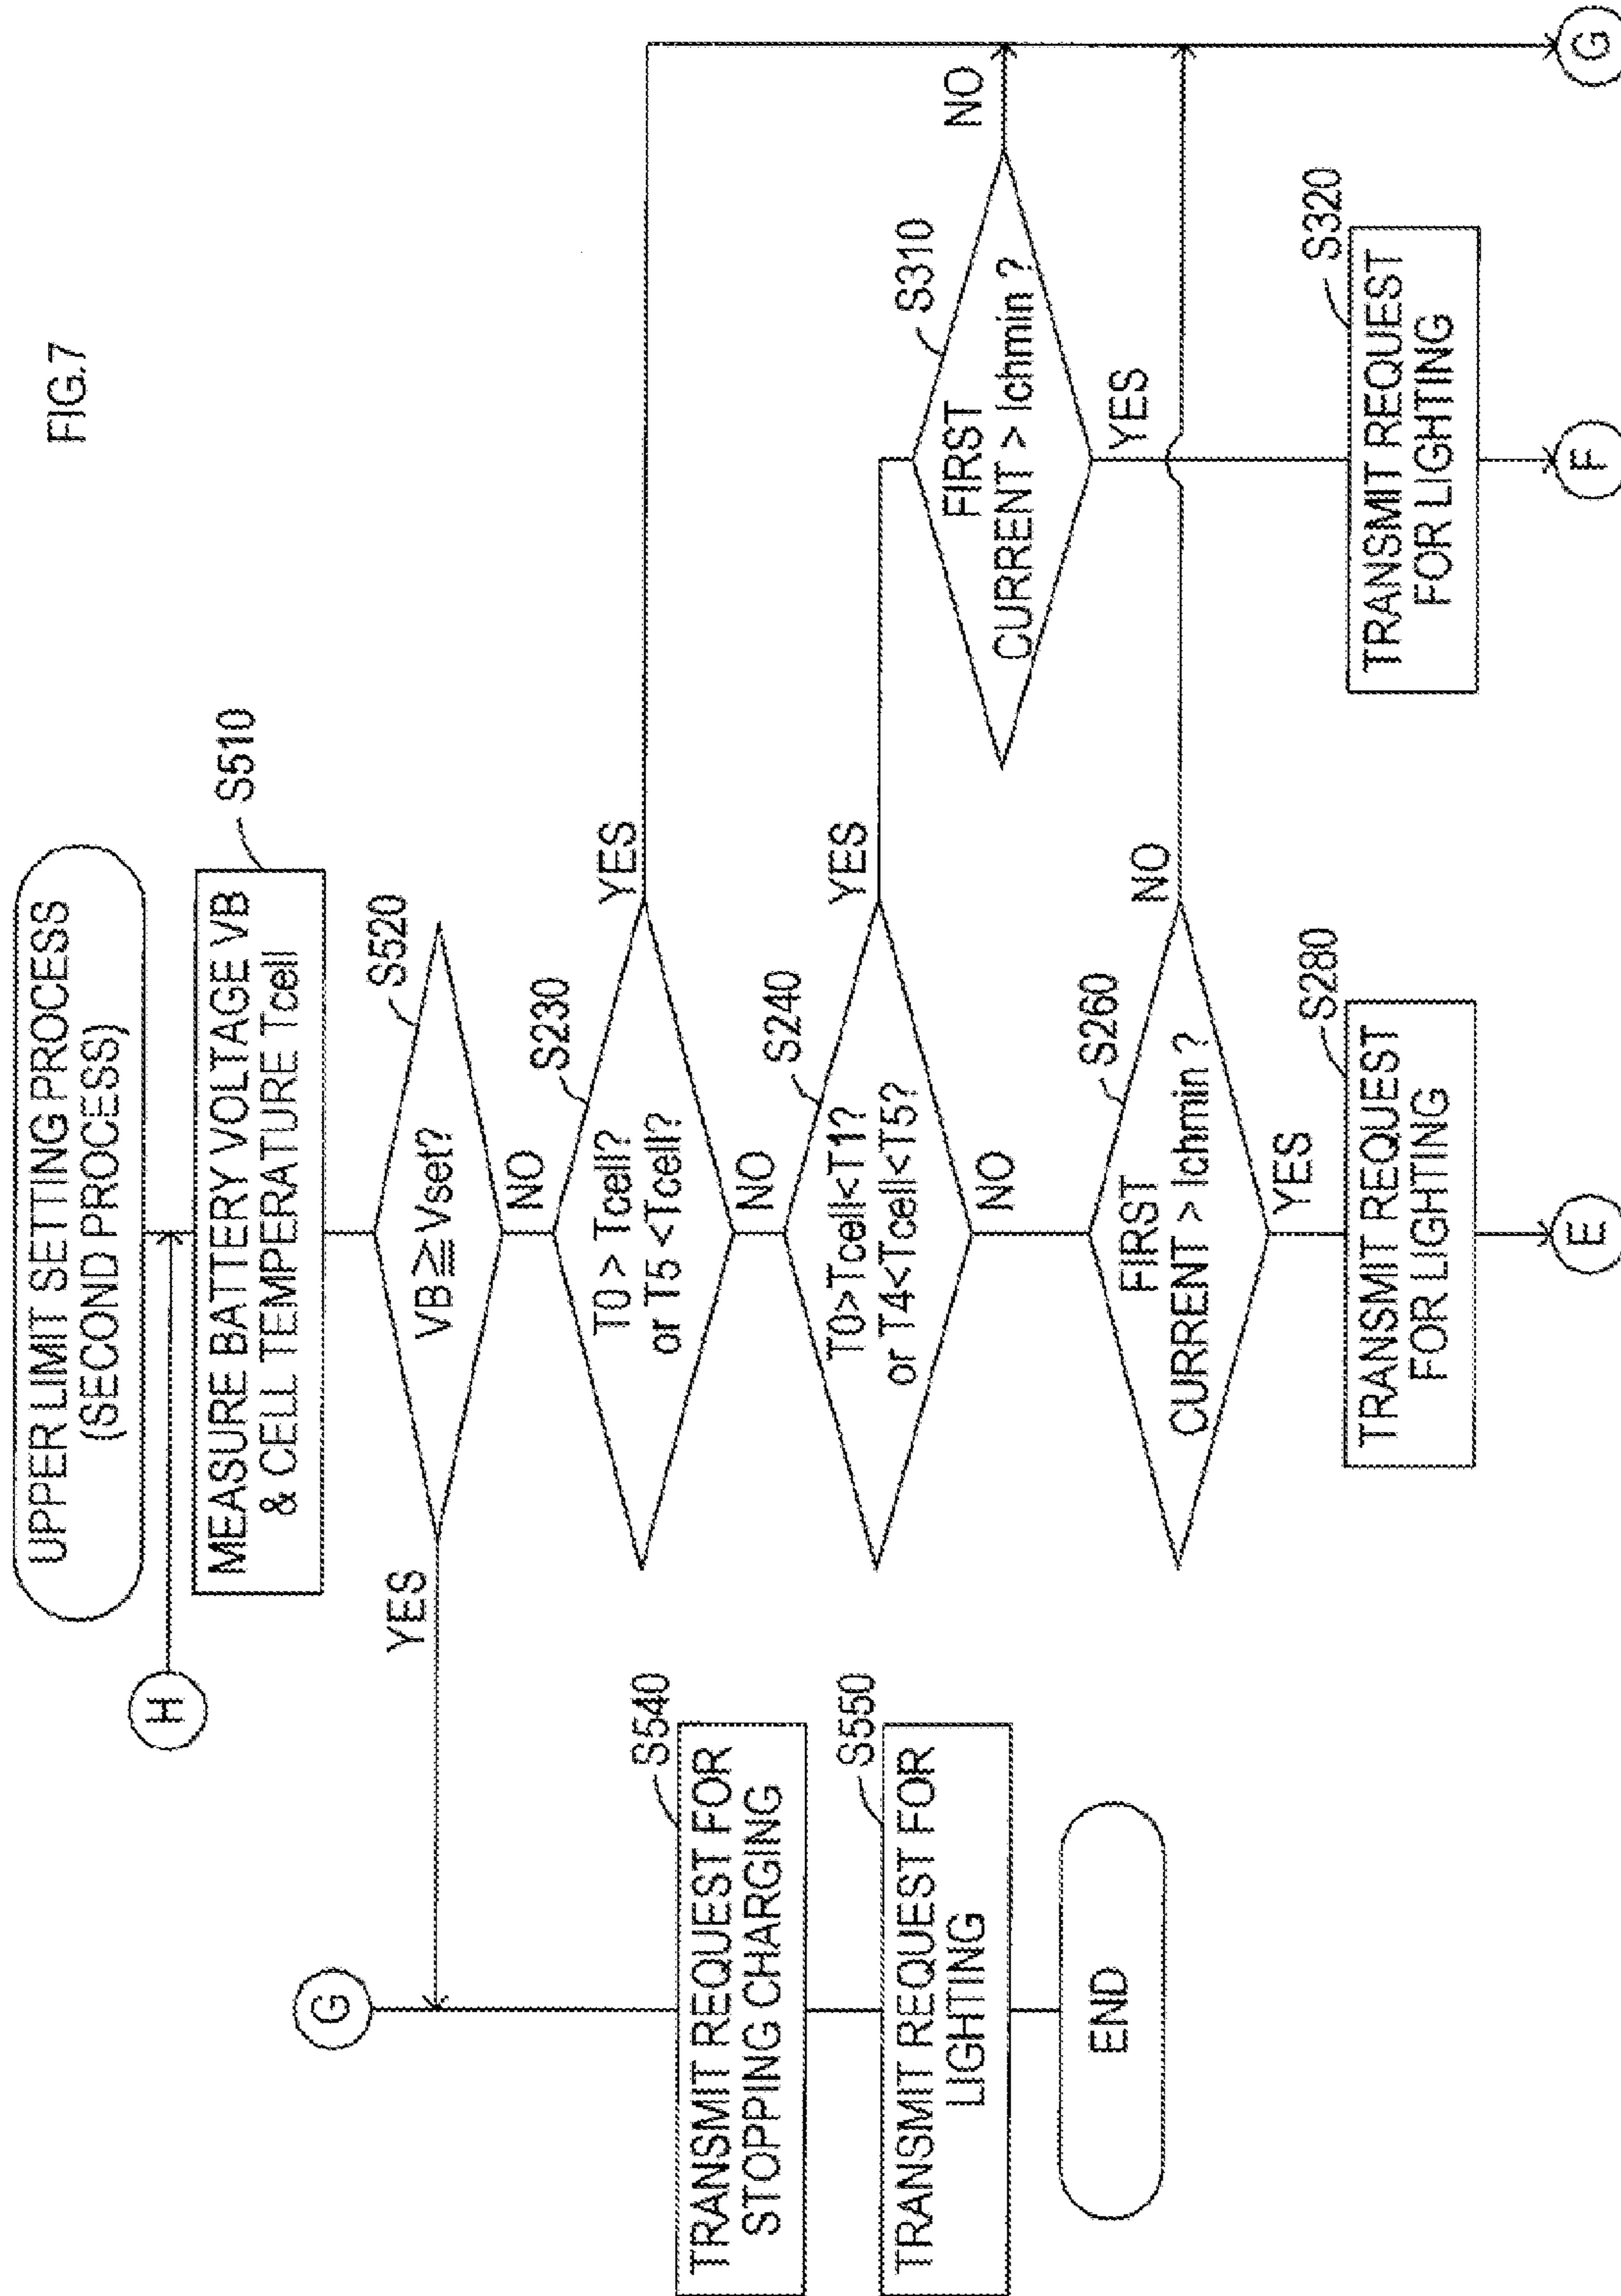 FIG.7
UPPER LIMIT SETTING PROCESS
(SECOND PROCESS)
H
MEASURE BATTERY VOLTAGE VB
& CELL TEMPERATURE Tcell
S510
VB≧Vset?
S520
YES
NO
G
T0 > Tcell?
or T5 <Tcell?
S230
YES
NO
TRANSMIT REQUEST FOR
STOPPING CHARGING
S540
T0>Tcell<T1?
or T4<Tcell<T5?
S240
YES
NO
TRANSMIT REQUEST FOR
LIGHTING
S550
END
FIRST
CURRENT > Ichmin ?
S310
NO
YES
FIRST
CURRENT > Ichmin ?
S260
NO
YES
TRANSMIT REQUEST
FOR LIGHTING
S280
TRANSMIT REQUEST
FOR LIGHTING
S320
E
F
G